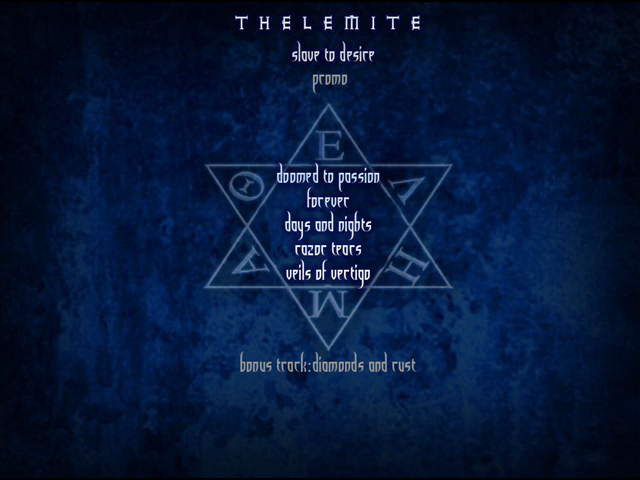 THELEMITE
slave to desire
promo
E
Θ
Λ
doomed to passion
forever
days and nights
razor tears
veils of vertigo
A
H
M
bonus track:diamonds and rust